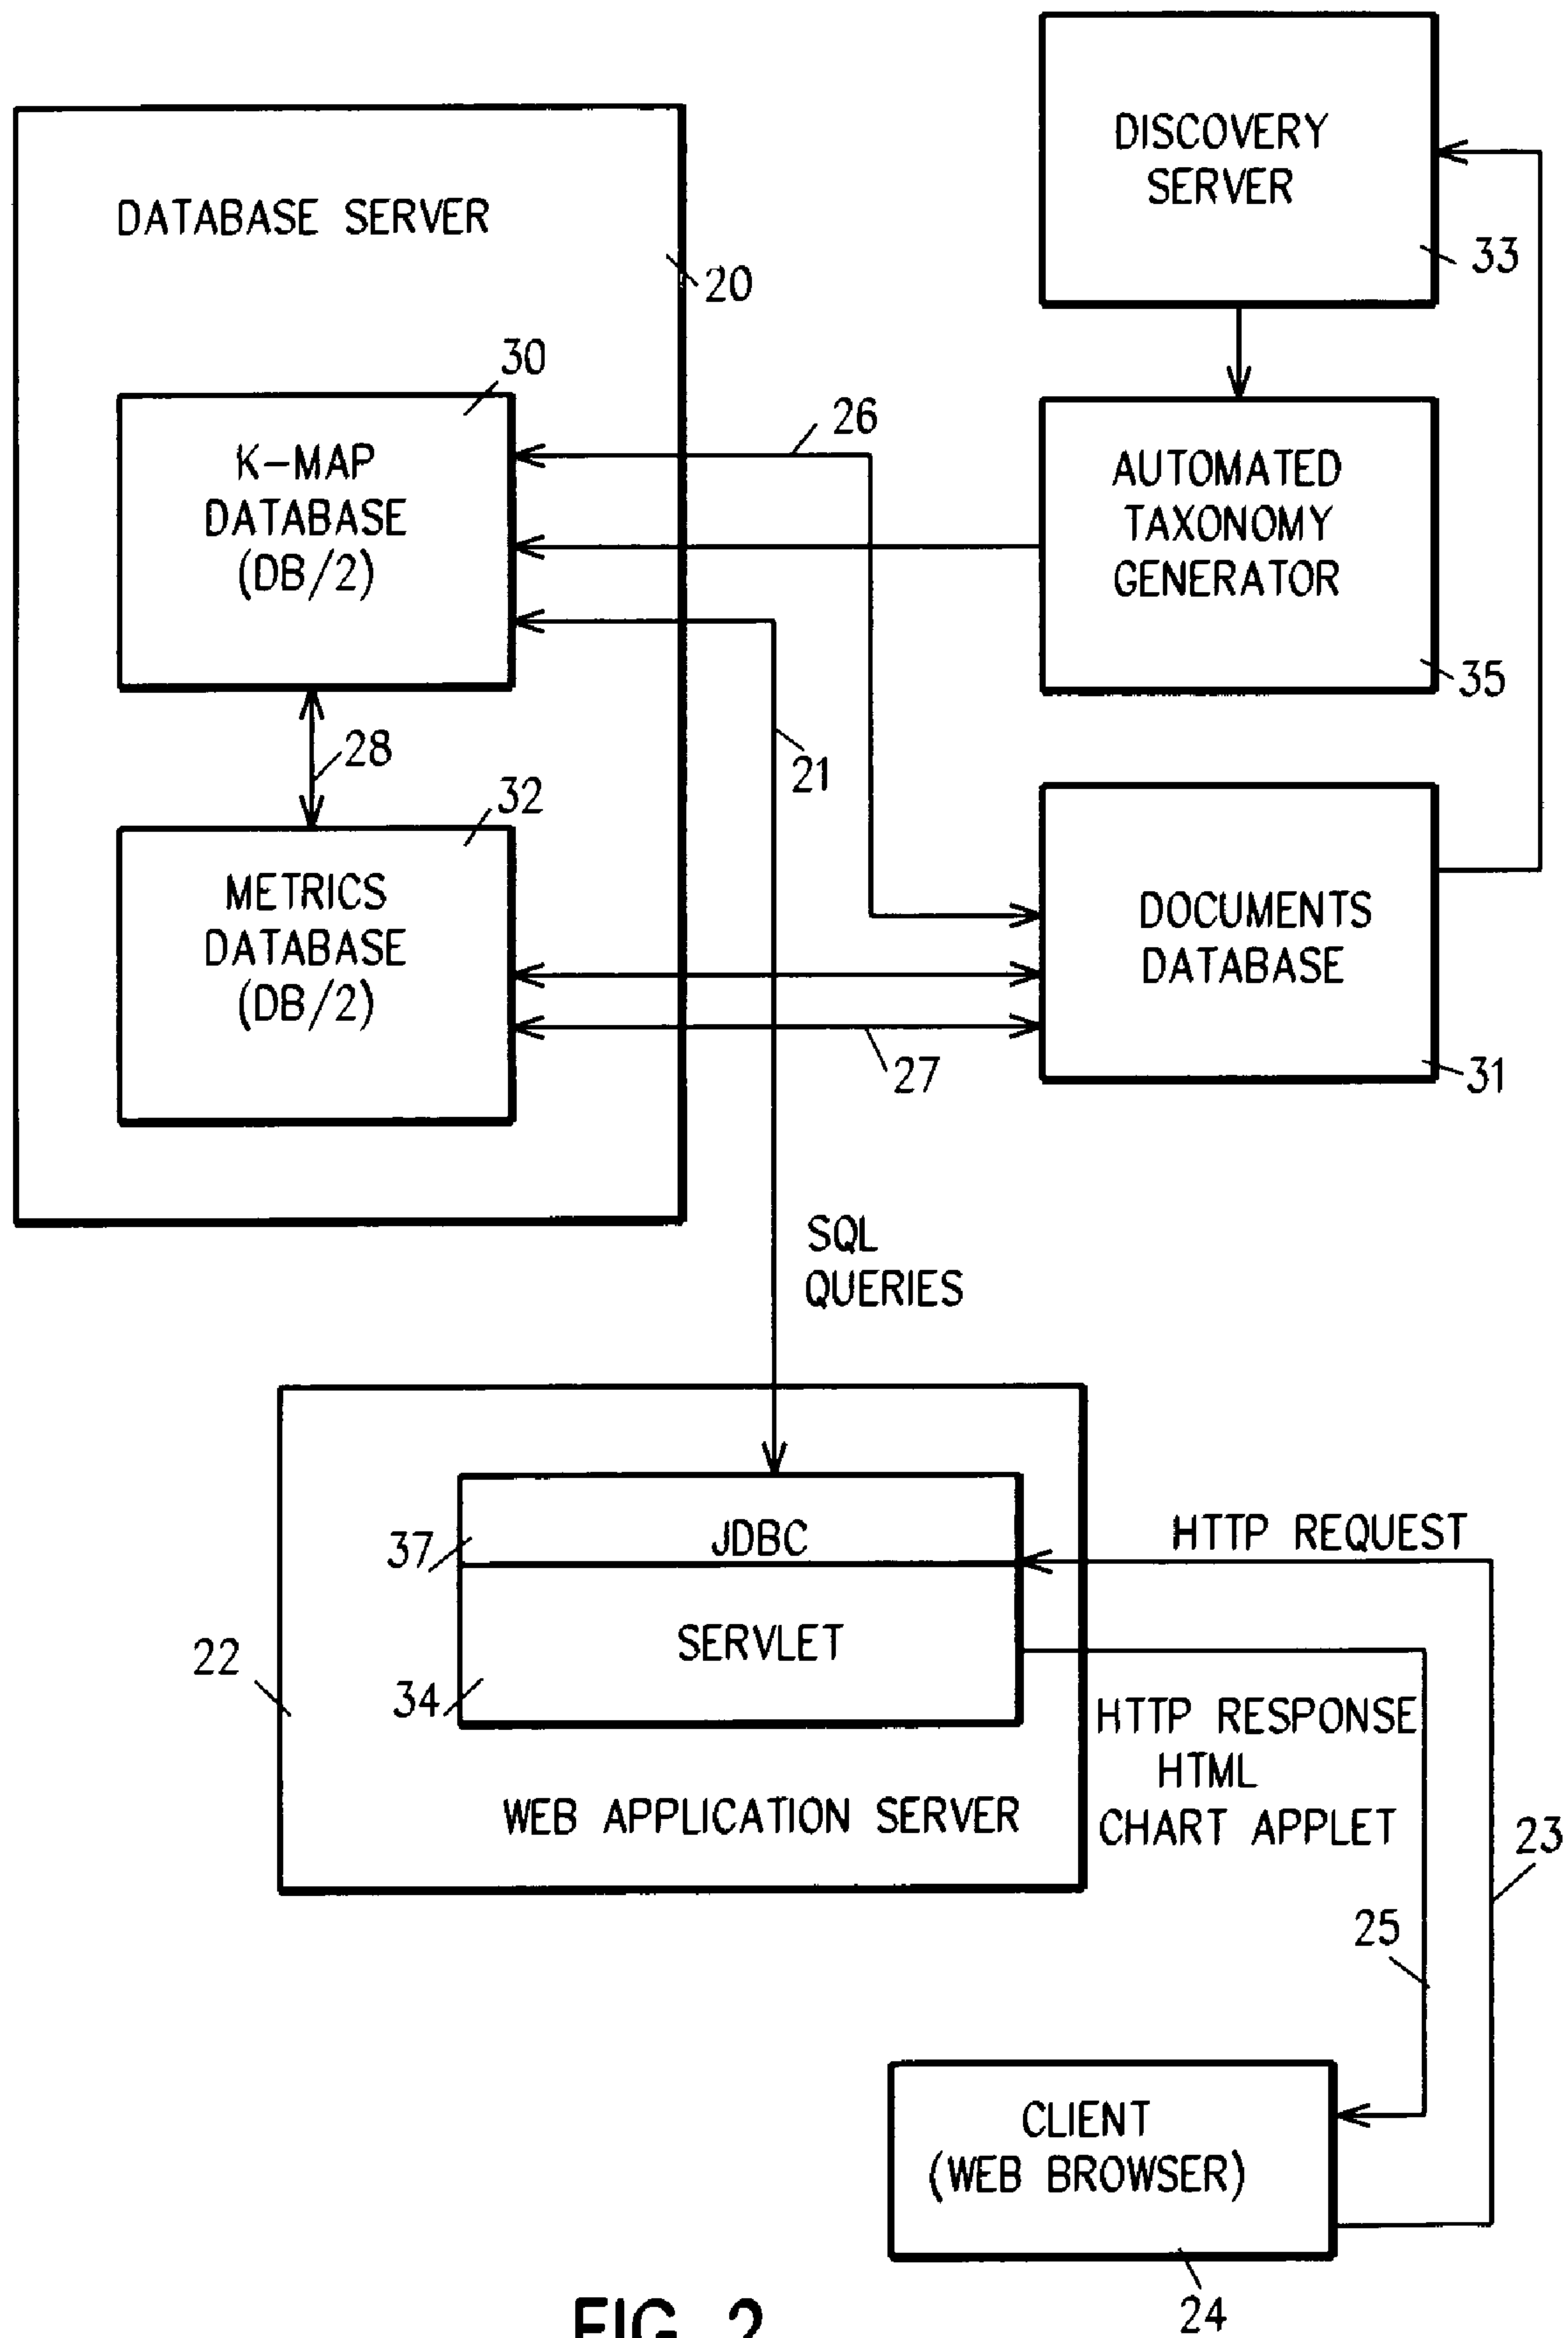 DISCOVERY
SERVER
33
DATABASE SERVER
20
30
K-MAP
DATABASE
(DB/2)
26
AUTOMATED
TAXONOMY
GENERATOR
35
28
21
32
METRICS
DATABASE
(DB/2)
DOCUMENTS
DATABASE
27
31
SQL
QUERIES
37
JDBC
HTTP REQUEST
22
SERVLET
34
HTTP RESPONSE
HTML
CHART APPLET
WEB APPLICATION SERVER
23
25
CLIENT
(WEB BROWSER)
24
FIG. 2